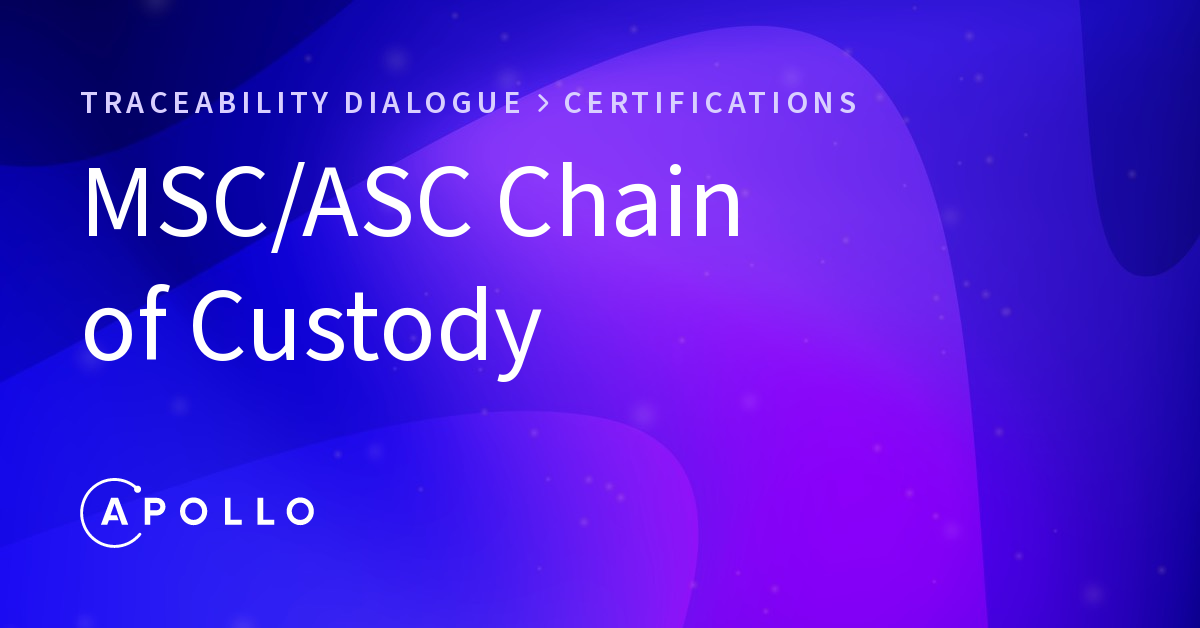 TRACEABILITY DIALOGUE > CERTIFICATIONS
MSC/ASC Chain
of Custody
APOLLO